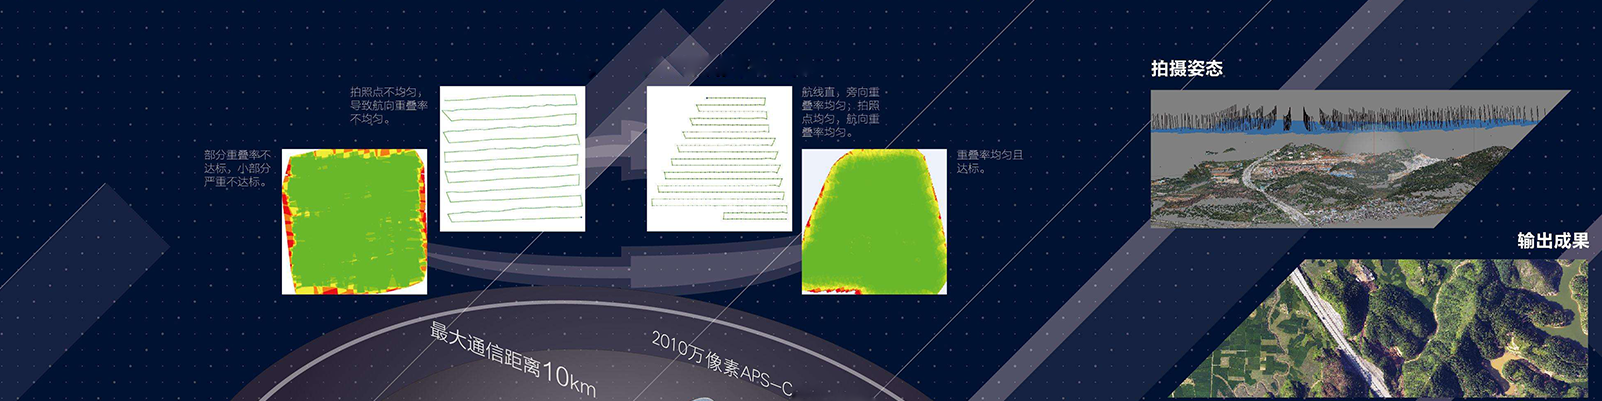 拍照点不均匀，
导致航向重叠率
不均匀。
部分重叠率不
达标，小部分
严重不达标。
航线直，旁向重
叠率均匀；拍照
点均匀，航向重
叠率均匀。
重叠率均匀且
达标。
拍摄姿态
输出成果
最大通信距离10km
2010万像素APS-C